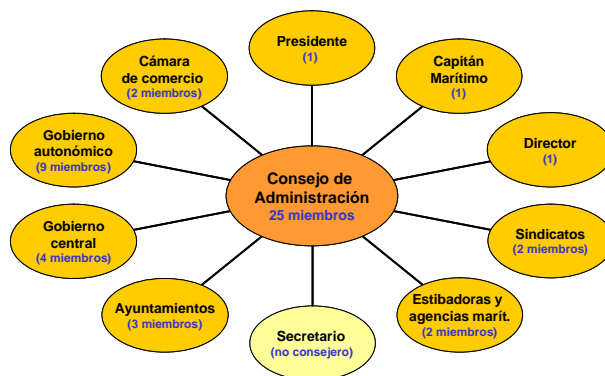 Presidente
(1)
Cámara
de comercio
(2 miembros)
Capitán
Marítimo
(1)
Gobierno
autonómico
(9 miembros)
Director
(1)
Consejo de
Administración
25 miembros
Gobierno
central
(4 miembros)
Sindicatos
(2 miembros)
Ayuntamientos
(3 miembros)
Estibadoras y
agencias marít.
(2 miembros)
Secretario
(no consejero)